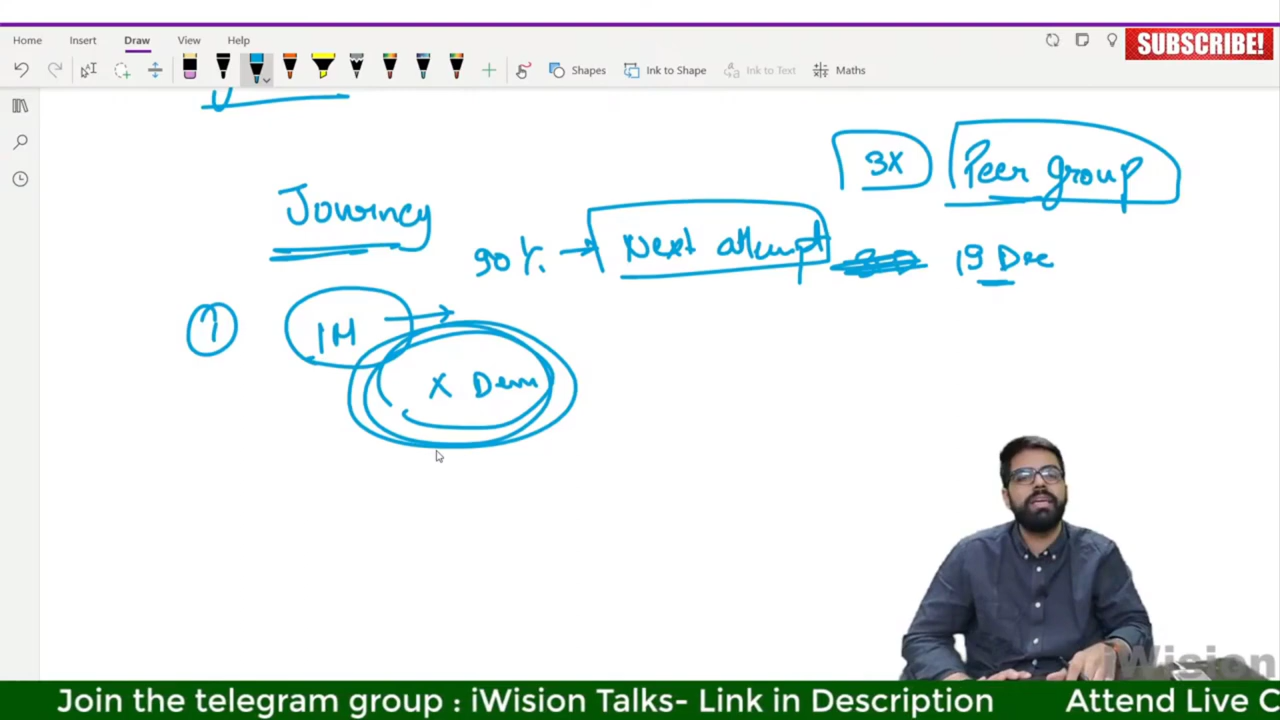 Home Insert Draw View Help
SUBSCRIBE!
Shapes Ink to Shape Ink to Text Maths
3X Peer group
Journey
90% → Next attempt 19 Dec
1 1M →
X Dem
iWision
Join the telegram group : iWision Talks- Link in Description Attend Live C